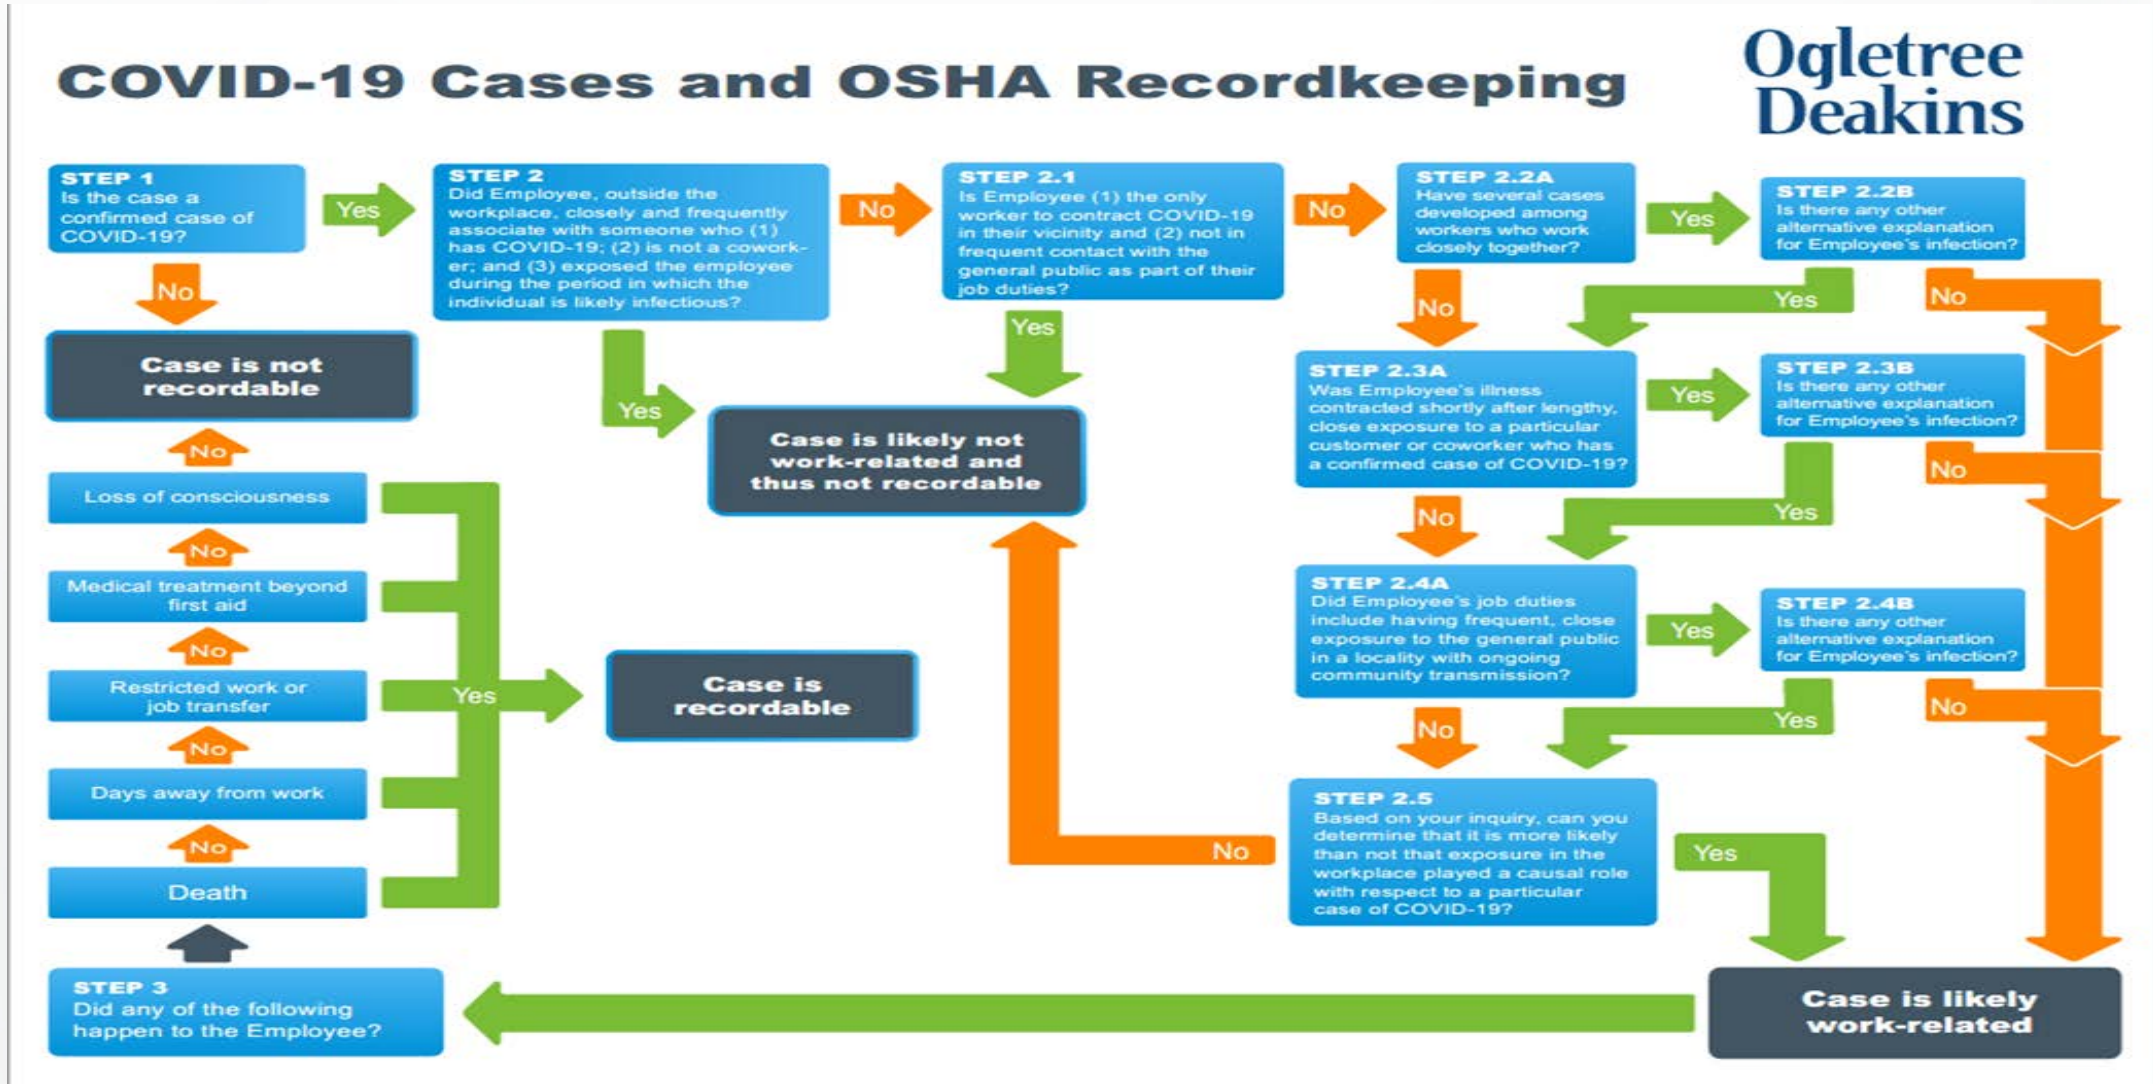 COVID-19 Cases and OSHA Recordkeeping
Ogletree
Deakins
STEP 1
Is the case a
confirmed case of
COVID-19?
Yes
No
STEP 2
Did Employee, outside the
workplace, closely and frequently
associate with someone who (1)
has COVID-19; (2) is not a cowork-
er; and (3) exposed the employee
during the period in which the
individual is likely infectious?
No
Yes
STEP 2.1
Is Employee (1) the only
worker to contract COVID-19
in their vicinity and (2) not in
frequent contact with the
general public as part of their
job duties?
No
Yes
STEP 2.2A
Have several cases
developed among
workers who work
closely together?
Yes
No
STEP 2.2B
Is there any other
alternative explanation
for Employee's infection?
Yes
No
Case is not
recordable
Case is likely not
work-related and
thus not recordable
STEP 2.3A
Was Employee's illness
contracted shortly after lengthy,
close exposure to a particular
customer or coworker who has
a confirmed case of COVID-19?
Yes
No
STEP 2.3B
Is there any other
alternative explanation
for Employee's infection?
Yes
No
STEP 2.4A
Did Employee's job duties
include having frequent, close
exposure to the general public
in a locality with ongoing
community transmission?
Yes
No
STEP 2.4B
Is there any other
alternative explanation
for Employee's infection?
Yes
No
STEP 2.5
Based on your inquiry, can you
determine that it is more likely
than not that exposure in the
workplace played a causal role
with respect to a particular
case of COVID-19?
No
Yes
Case is likely
work-related
No
Loss of consciousness
No
Medical treatment beyond
first aid
No
Restricted work or
job transfer
Yes
Case is
recordable
No
Days away from work
No
Death
STEP 3
Did any of the following
happen to the Employee?